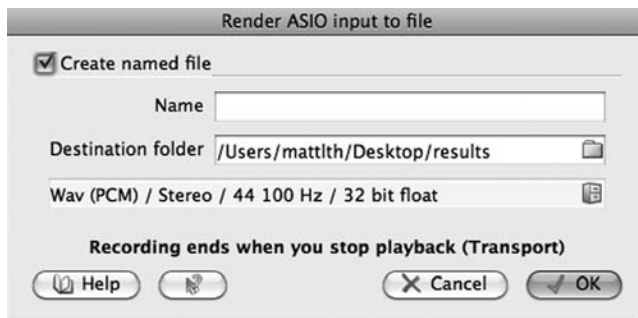 Render ASIO input to file
Create named file
Name
Destination folder /Users/mattlth/Desktop/results
Wav (PCM) / Stereo / 44 100 Hz / 32 bit float
Recording ends when you stop playback (Transport)
Help Cancel OK